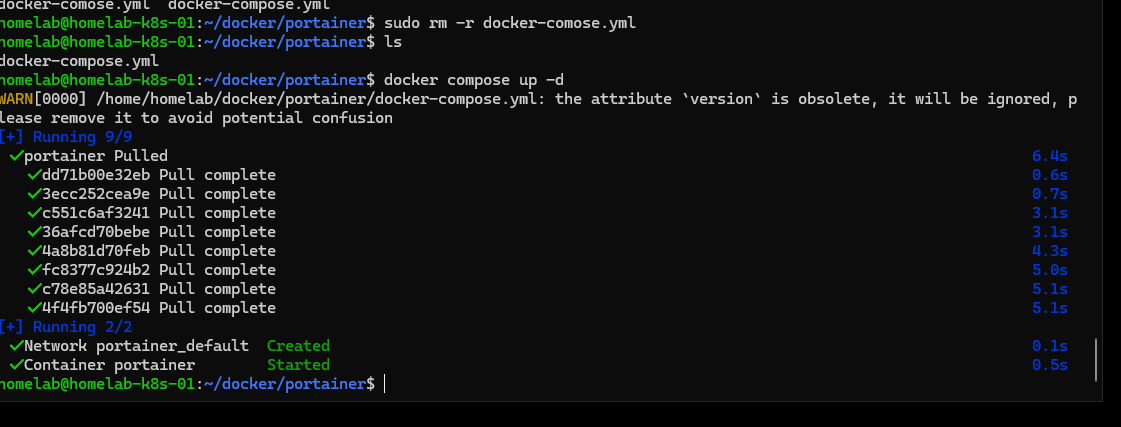 docker-comose.yml  docker-compose.yml
homelab@homelab-k8s-01:~/docker/portainer$ sudo rm -r docker-comose.yml
homelab@homelab-k8s-01:~/docker/portainer$ ls
docker-compose.yml
homelab@homelab-k8s-01:~/docker/portainer$ docker compose up -d
WARN[0000] /home/homelab/docker/portainer/docker-compose.yml: the attribute `version` is obsolete, it will be ignored, p
lease remove it to avoid potential confusion
[+] Running 9/9
✔portainer Pulled 6.4s
✔dd71b00e32eb Pull complete 0.6s
✔3ecc252cea9e Pull complete 0.7s
✔c551c6af3241 Pull complete 3.1s
✔36afcd70bebe Pull complete 3.1s
✔4a8b81d70feb Pull complete 4.3s
✔fc8377c924b2 Pull complete 5.0s
✔c78e85a42631 Pull complete 5.1s
✔4f4fb700ef54 Pull complete 5.1s
[+] Running 2/2
✔Network portainer_default  Created 0.1s
✔Container portainer        Started 0.5s
homelab@homelab-k8s-01:~/docker/portainer$